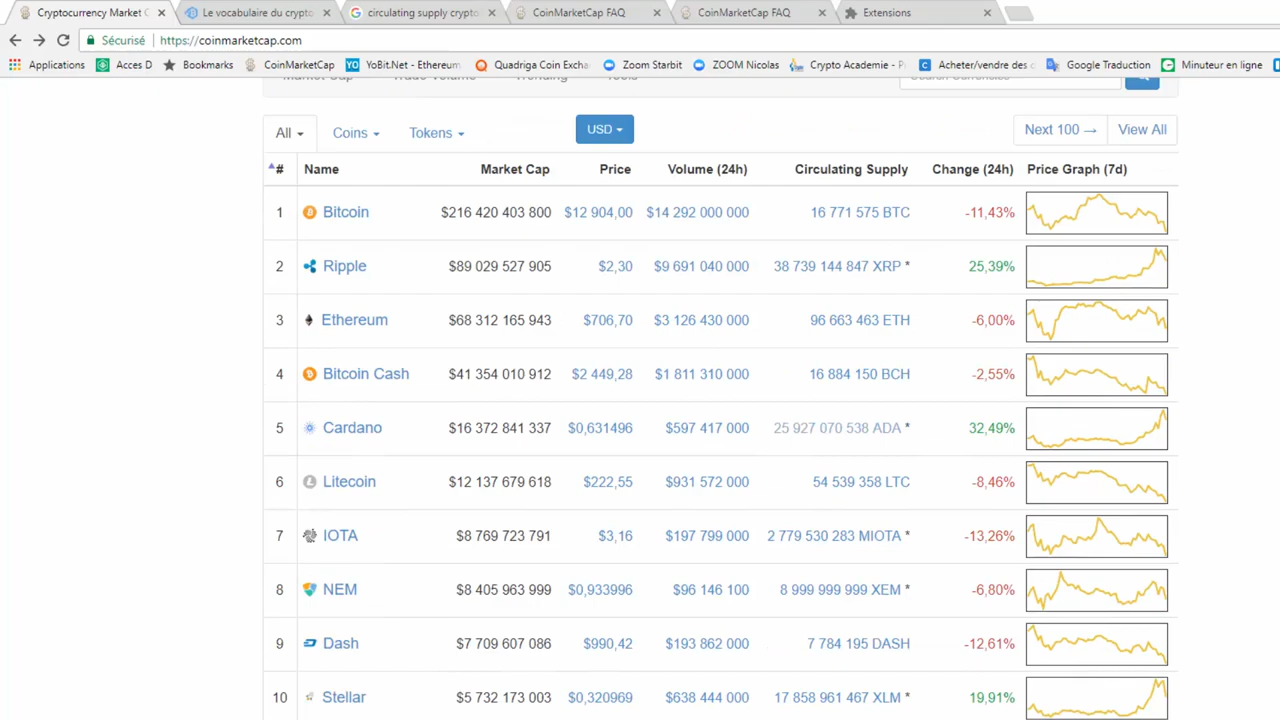 Cryptocurrency Market C Le vocabulaire du crypto circulating supply crypto CoinMarketCap FAQ CoinMarketCap FAQ Extensions
Sécurisé https://coinmarketcap.com
Applications Acces D Bookmarks CoinMarketCap YoBit.Net - Ethereum Quadriga Coin Excha Zoom Starbit ZOOM Nicolas Crypto Academie - P Acheter/vendre des c Google Traduction Minuteur en ligne
Market Cap Trade Volume Trending Tools Search Currencies
All Coins Tokens USD Next 100 → View All
# Name Market Cap Price Volume (24h) Circulating Supply Change (24h) Price Graph (7d)
1 Bitcoin $216 420 403 800 $12 904,00 $14 292 000 000 16 771 575 BTC -11,43%
2 Ripple $89 029 527 905 $2,30 $9 691 040 000 38 739 144 847 XRP * 25,39%
3 Ethereum $68 312 165 943 $706,70 $3 126 430 000 96 663 463 ETH -6,00%
4 Bitcoin Cash $41 354 010 912 $2 449,28 $1 811 310 000 16 884 150 BCH -2,55%
5 Cardano $16 372 841 337 $0,631496 $597 417 000 25 927 070 538 ADA * 32,49%
6 Litecoin $12 137 679 618 $222,55 $931 572 000 54 539 358 LTC -8,46%
7 IOTA $8 769 723 791 $3,16 $197 799 000 2 779 530 283 MIOTA * -13,26%
8 NEM $8 405 963 999 $0,933996 $96 146 100 8 999 999 999 XEM * -6,80%
9 Dash $7 709 607 086 $990,42 $193 862 000 7 784 195 DASH -12,61%
10 Stellar $5 732 173 003 $0,320969 $638 444 000 17 858 961 467 XLM * 19,91%